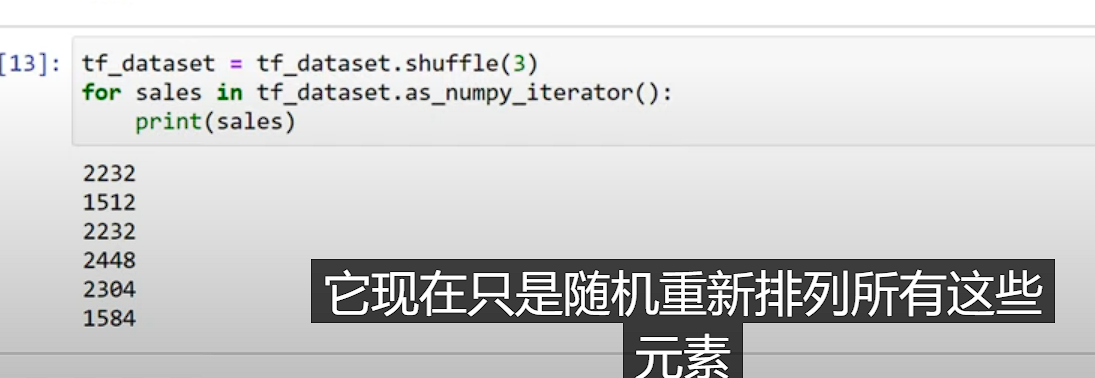 [13]: tf_dataset = tf_dataset.shuffle(3)
for sales in tf_dataset.as_numpy_iterator():
    print(sales)
2232
1512
2232
2448
2304
1584
它现在只是随机重新排列所有这些
元素